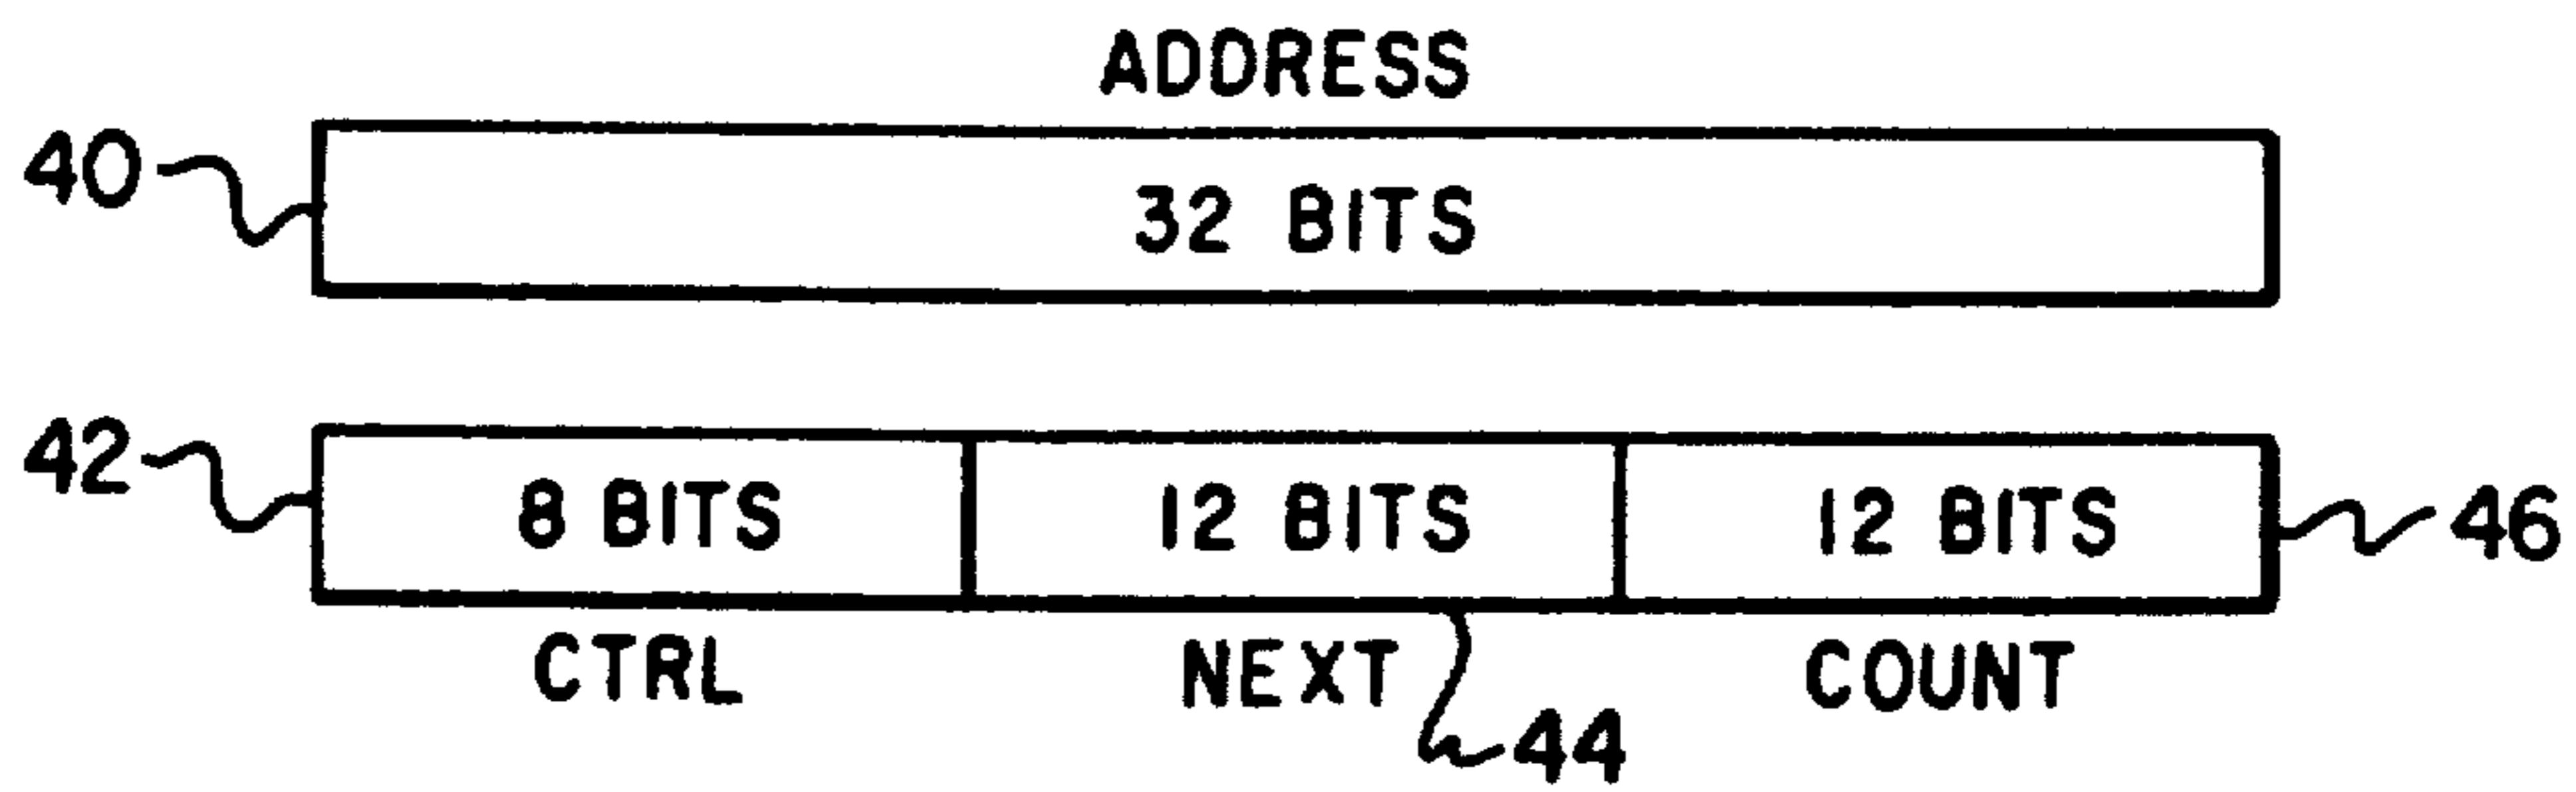 ADDRESS
40 32 BITS
42 8 BITS 12 BITS 12 BITS 46
CTRL NEXT COUNT
44